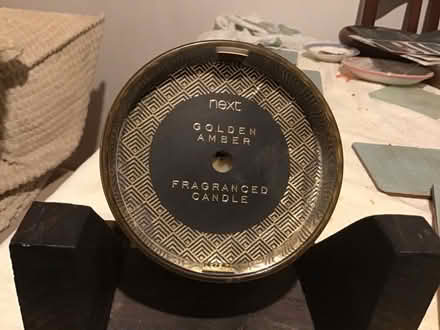 next
GOLDEN
AMBER
FRAGRANCED
CANDLE